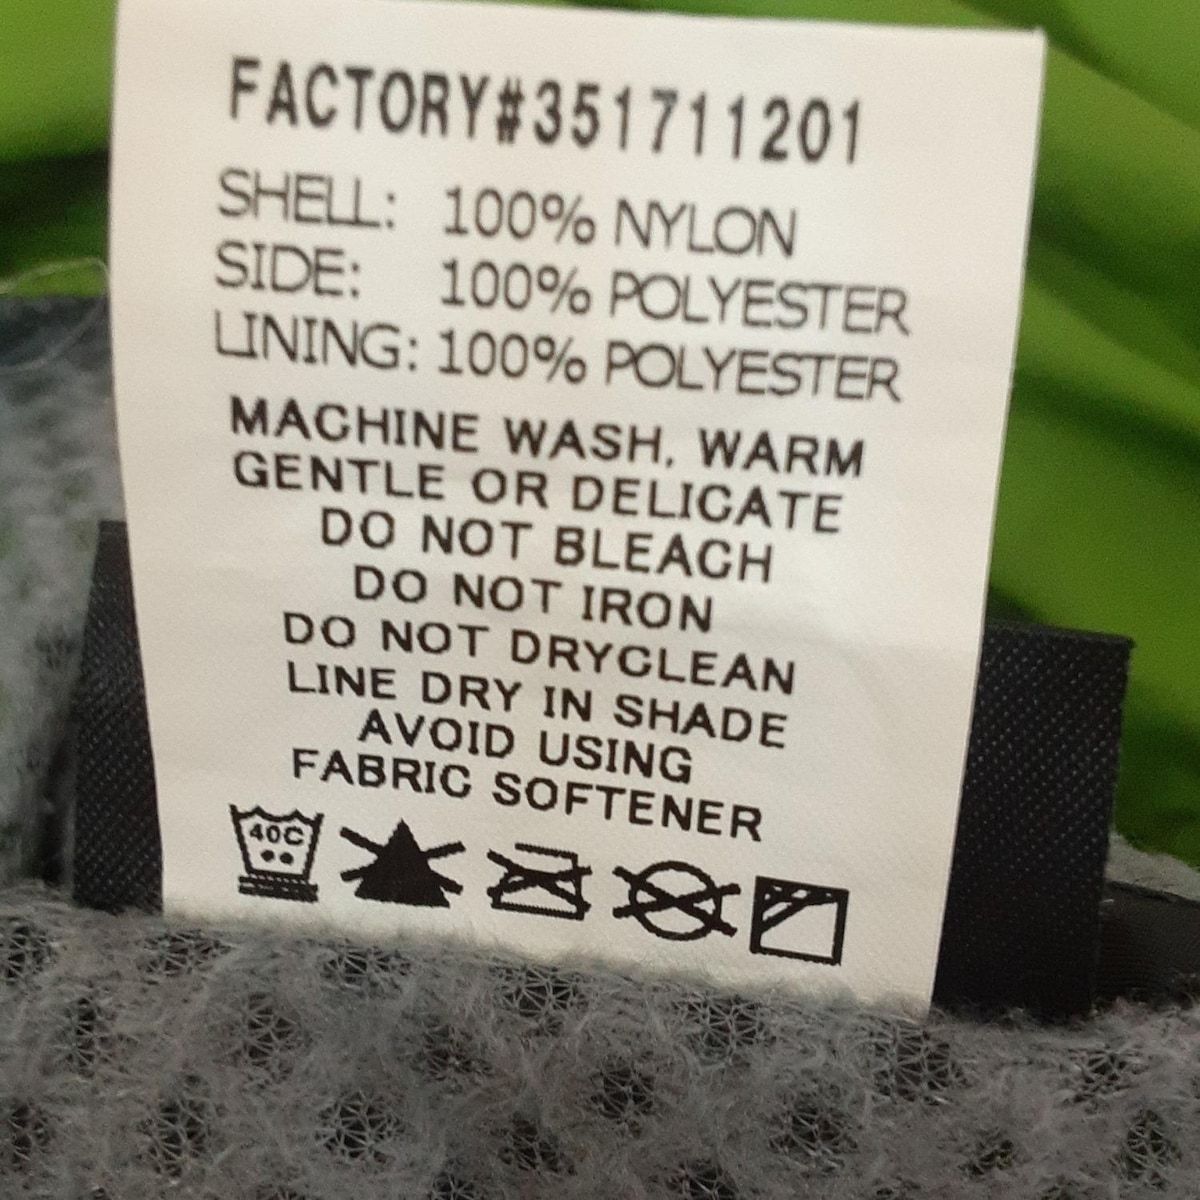 FACTORY#351711201
SHELL: 100% NYLON
SIDE: 100% POLYESTER
LINING: 100% POLYESTER
MACHINE WASH, WARM
GENTLE OR DELICATE
DO NOT BLEACH
DO NOT IRON
DO NOT DRYCLEAN
LINE DRY IN SHADE
AVOID USING
FABRIC SOFTENER
40C